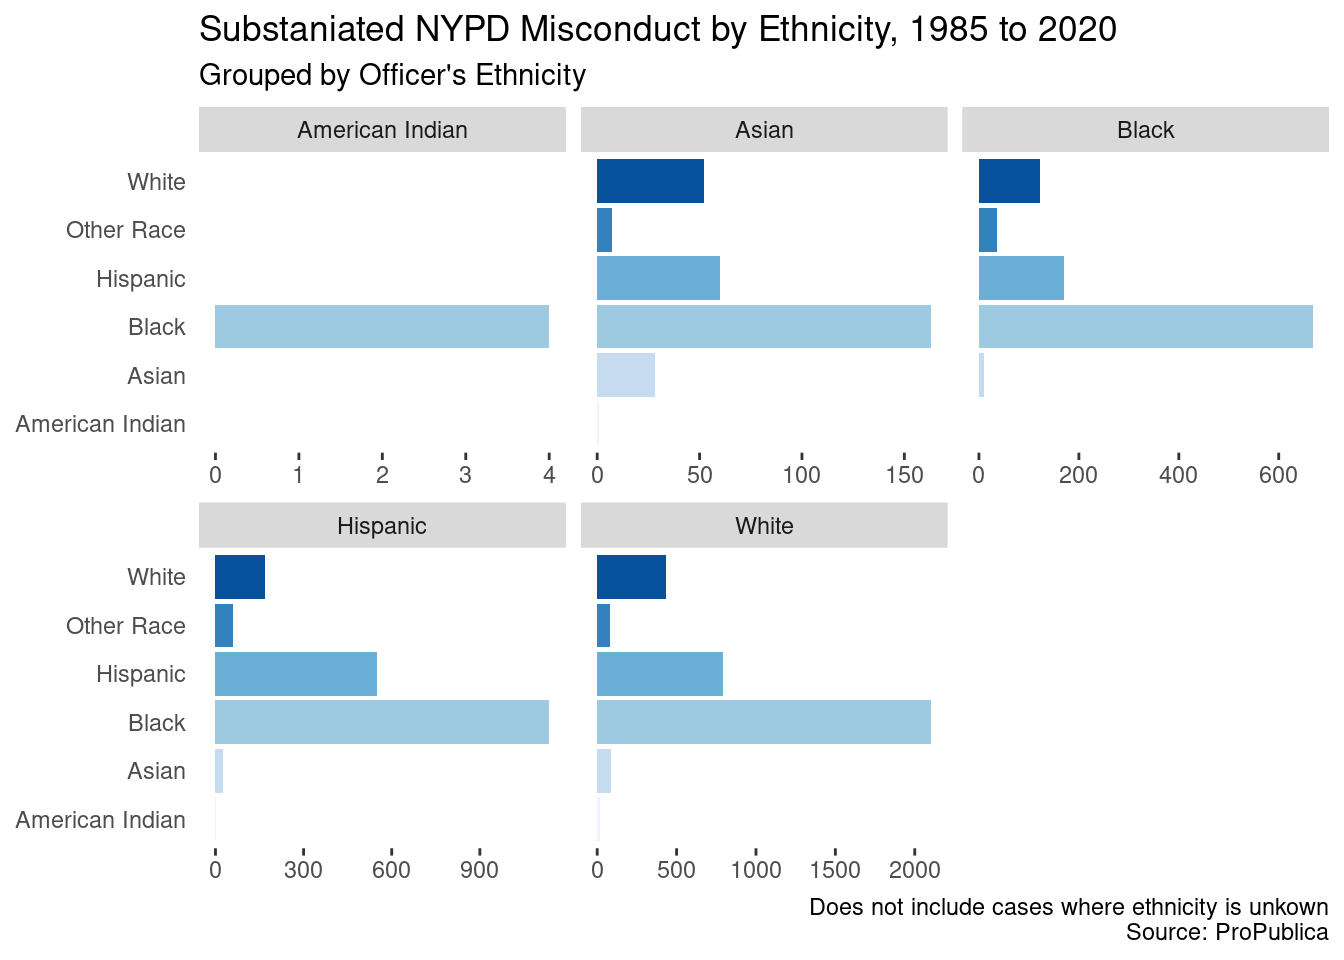 Substaniated NYPD Misconduct by Ethnicity, 1985 to 2020
Grouped by Officer's Ethnicity
American Indian
Asian
Black
White
Other Race
Hispanic
Black
Asian
American Indian
0 1 2 3 4
0 50 100 150
0 200 400 600
Hispanic
White
White
Other Race
Hispanic
Black
Asian
American Indian
0 300 600 900
0 500 1000 1500 2000
Does not include cases where ethnicity is unkown
Source: ProPublica